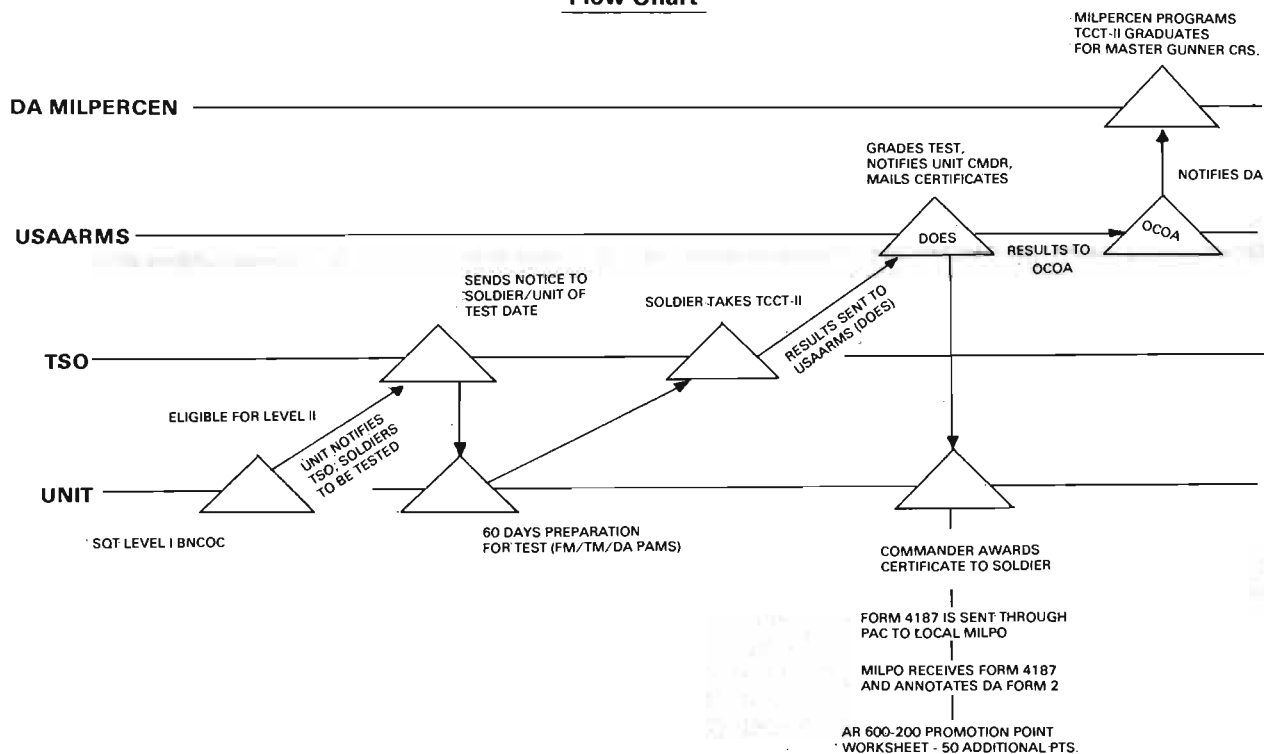 Flow Chart
MILPERCEN PROGRAMS
TCCT-II GRADUATES
FOR MASTER GUNNER CRS.
DA MILPERCEN
GRADES TEST,
NOTIFIES UNIT CMDR,
MAILS CERTIFICATES
NOTIFIES DA
USAARMS
DOES
OCOA
RESULTS TO
OCOA
SENDS NOTICE TO
SOLDIER/UNIT OF
TEST DATE
SOLDIER TAKES TCCT-II
RESULTS SENT TO
USAARMS (DOES)
TSO
ELIGIBLE FOR LEVEL II
UNIT NOTIFIES
TSO; SOLDIERS
TO BE TESTED
UNIT
SQT LEVEL I BNCOC
60 DAYS PREPARATION
FOR TEST (FM/TM/DA PAMS)
COMMANDER AWARDS
CERTIFICATE TO SOLDIER
FORM 4187 IS SENT THROUGH
PAC TO LOCAL MILPO
MILPO RECEIVES FORM 4187
AND ANNOTATES DA FORM 2
AR 600-200 PROMOTION POINT
WORKSHEET - 50 ADDITIONAL PTS.